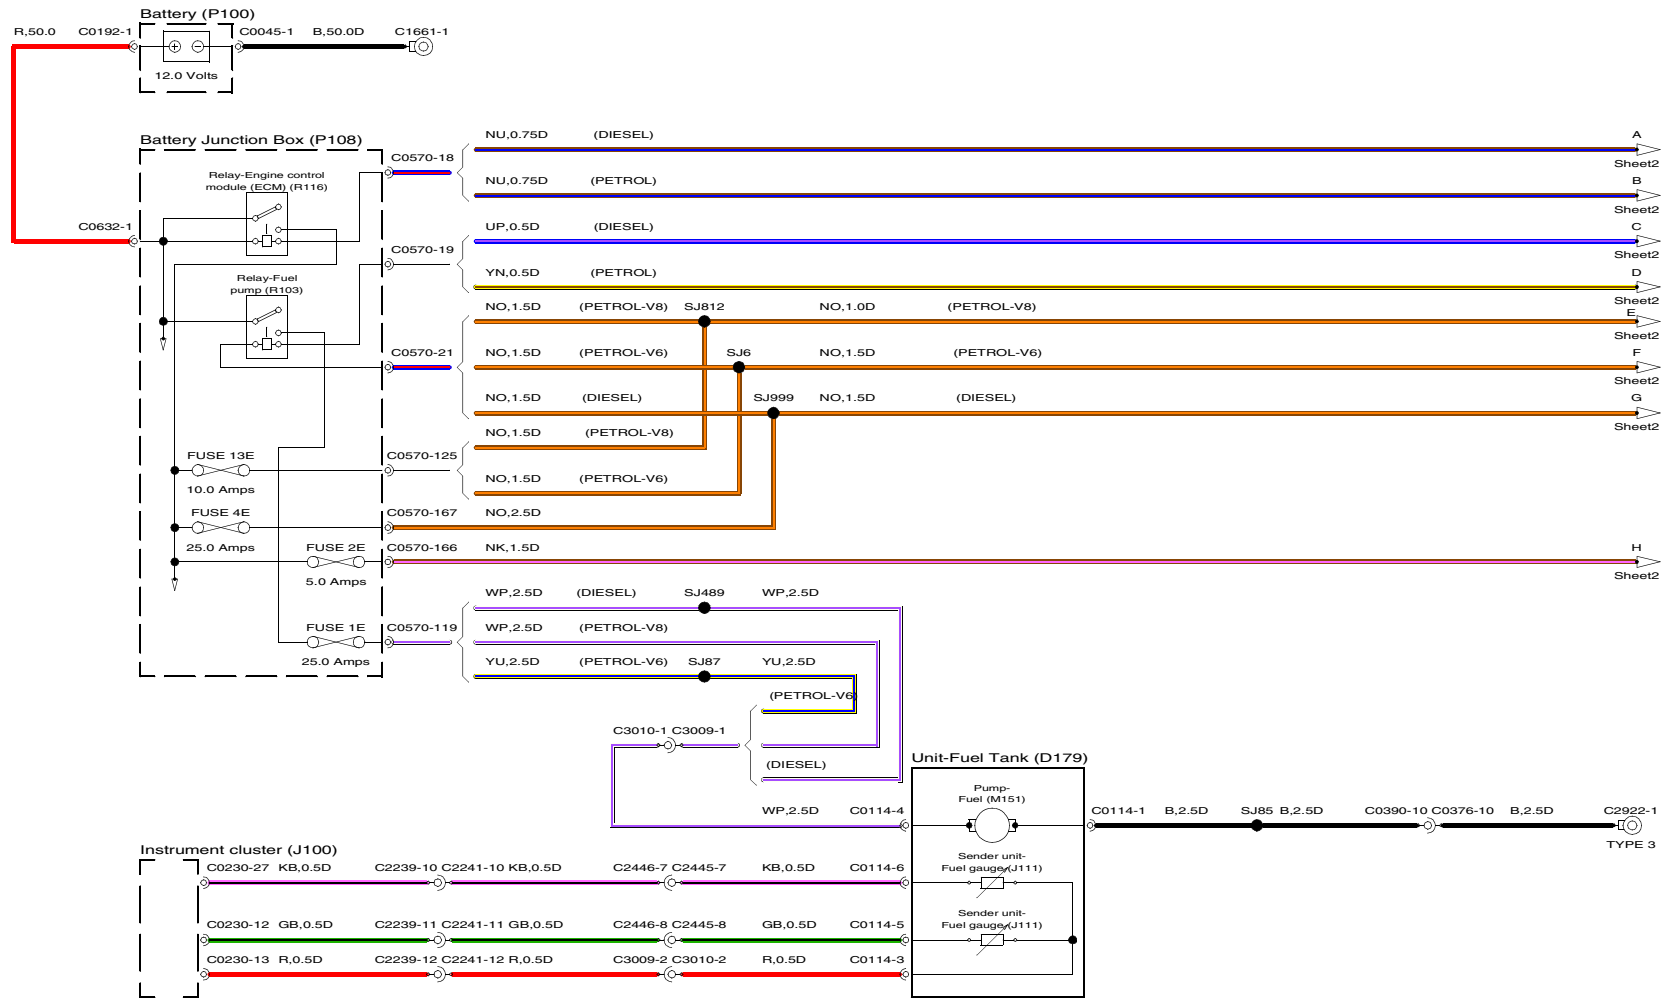 Battery (P100)
R,50.0 C0192-1 C0045-1 B,50.0D C1661-1
12.0 Volts
Battery Junction Box (P108)
NU,0.75D (DIESEL) A
Sheet2
C0570-18
Relay-Engine control
module (ECM) (R116)
NU,0.75D (PETROL) B
Sheet2
C0632-1
UP,0.5D (DIESEL) C
Sheet2
C0570-19
Relay-Fuel
pump (R103)
YN,0.5D (PETROL) D
Sheet2
NO,1.5D (PETROL-V8) SJ812 NO,1.0D (PETROL-V8) E
Sheet2
C0570-21
NO,1.5D (PETROL-V6) SJ6 NO,1.5D (PETROL-V6) F
Sheet2
NO,1.5D (DIESEL) SJ999 NO,1.5D (DIESEL) G
Sheet2
NO,1.5D (PETROL-V8)
FUSE 13E C0570-125
10.0 Amps
NO,1.5D (PETROL-V6)
FUSE 4E C0570-167 NO,2.5D
25.0 Amps
FUSE 2E C0570-166 NK,1.5D H
Sheet2
5.0 Amps
WP,2.5D (DIESEL) SJ489 WP,2.5D
FUSE 1E C0570-119 WP,2.5D (PETROL-V8)
25.0 Amps
YU,2.5D (PETROL-V6) SJ87 YU,2.5D
(PETROL-V6)
C3010-1 C3009-1
(DIESEL)
Unit-Fuel Tank (D179)
Pump-
Fuel (M151)
WP,2.5D C0114-4 C0114-1 B,2.5D SJ85 B,2.5D C0390-10 C0376-10 B,2.5D C2922-1
TYPE 3
Instrument cluster (J100)
Sender unit-
Fuel gauge (J111)
C0230-27 KB,0.5D C2239-10 C2241-10 KB,0.5D C2446-7 C2445-7 KB,0.5D C0114-6
Sender unit-
Fuel gauge (J111)
C0230-12 GB,0.5D C2239-11 C2241-11 GB,0.5D C2446-8 C2445-8 GB,0.5D C0114-5
C0230-13 R,0.5D C2239-12 C2241-12 R,0.5D C3009-2 C3010-2 R,0.5D C0114-3